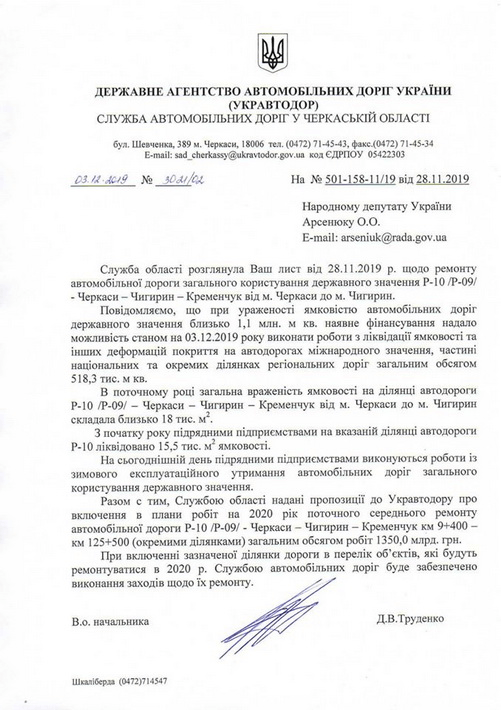 ДЕРЖАВНЕ АГЕНТСТВО АВТОМОБІЛЬНИХ ДОРІГ УКРАЇНИ
(УКРАВТОДОР)
СЛУЖБА АВТОМОБІЛЬНИХ ДОРІГ У ЧЕРКАСЬКІЙ ОБЛАСТІ
бул. Шевченка, 389 м. Черкаси, 18006 тел. (0472) 71-45-43, факс.(0472) 71-45-34
E-mail: sad_cherkassy@ukravtodor.gov.ua код ЄДРПОУ 05422303
03.12.2019 № 3021/02 На № 501-158-11/19 від 28.11.2019
Народному депутату України
Арсенюку О.О.
E-mail: arseniuk@rada.gov.ua
Служба області розглянула Ваш лист від 28.11.2019 р. щодо ремонту
автомобільної дороги загального користування державного значення Р-10 /Р-09/
- Черкаси – Чигирин – Кременчук від м. Черкаси до м. Чигирин.
Повідомляємо, що при ураженості ямковістю автомобільних доріг
державного значення близько 1,1 млн. м кв. наявне фінансування надало
можливість станом на 03.12.2019 року виконати роботи з ліквідації ямковості та
інших деформацій покриття на автодорогах міжнародного значення, частині
національних та окремих ділянках регіональних доріг загальним обсягом
518,3 тис. м кв.
В поточному році загальна враженість ямковості на ділянці автодороги
Р-10 /Р-09/ – Черкаси – Чигирин – Кременчук від м. Черкаси до м. Чигирин
складала близько 18 тис. м².
З початку року підрядними підприємствами на вказаній ділянці автодороги
Р-10 ліквідовано 15,5 тис. м² ямковості.
На сьогоднішній день підрядними підприємствами виконуються роботи із
зимового експлуатаційного утримання автомобільних доріг загального
користування державного значення.
Разом с тим, Службою області надані пропозиції до Укравтодору про
включення в плани робіт на 2020 рік поточного середнього ремонту
автомобільної дороги Р-10 /Р-09/ - Черкаси – Чигирин – Кременчук км 9+400 –
км 125+500 (окремими ділянками) загальним обсягом робіт 1350,0 млрд. грн.
При включенні зазначеної ділянки дороги в перелік об’єктів, які будуть
ремонтуватися в 2020 р. Службою автомобільних доріг буде забезпечено
виконання заходів щодо їх ремонту.
В.о. начальника Д.В.Труденко
Шкаліберда (0472)714547